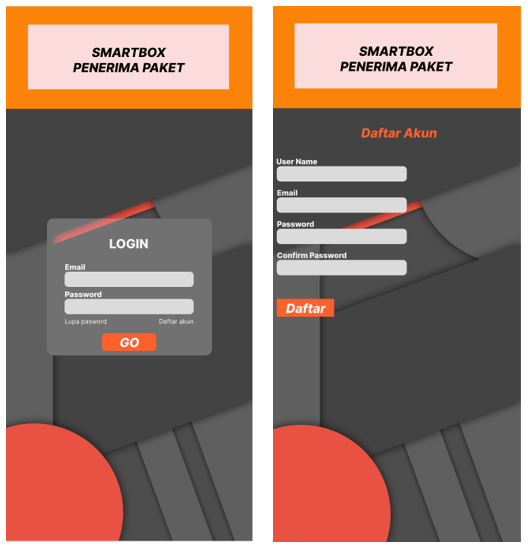 SMARTBOX
PENERIMA PAKET
LOGIN
Email
Password
Lupa pasword
Daftar akun
GO
SMARTBOX
PENERIMA PAKET
Daftar Akun
User Name
Email
Password
Confirm Password
Daftar